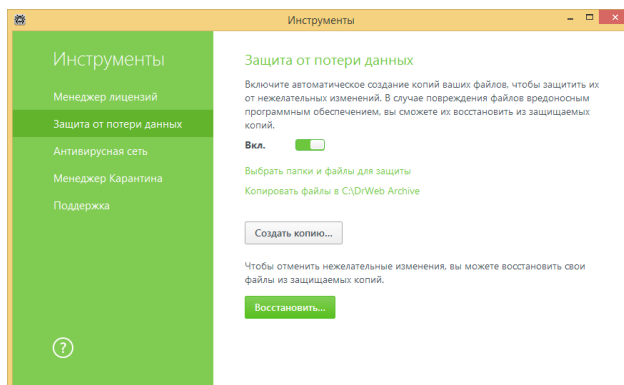 Инструменты
Инструменты
Менеджер лицензий
Защита от потери данных
Антивирусная сеть
Менеджер Карантина
Поддержка
?
Защита от потери данных
Включите автоматическое создание копий ваших файлов, чтобы защитить их
от нежелательных изменений. В случае повреждения файлов вредоносным
программным обеспечением, вы сможете их восстановить из защищаемых
копий.
Вкл.
Выбрать папки и файлы для защиты
Копировать файлы в C:\DrWeb Archive
Создать копию...
Чтобы отменить нежелательные изменения, вы можете восстановить свои
файлы из защищаемых копий.
Восстановить...